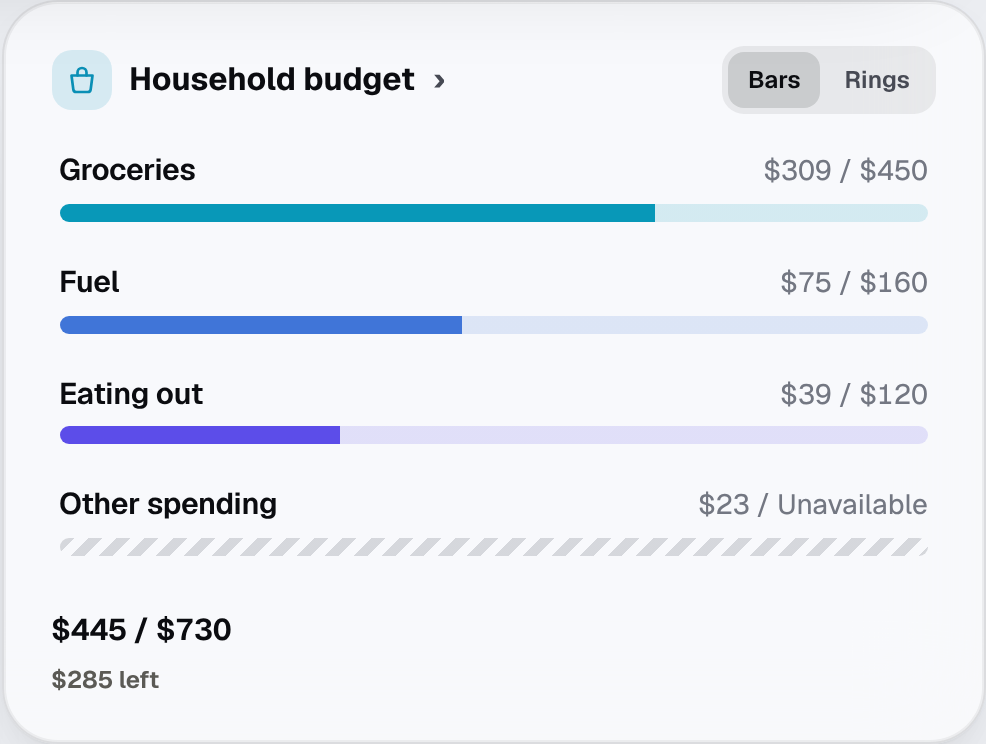 Household budget ›
Bars Rings
Groceries $309 / $450
Fuel $75 / $160
Eating out $39 / $120
Other spending $23 / Unavailable
$445 / $730
$285 left